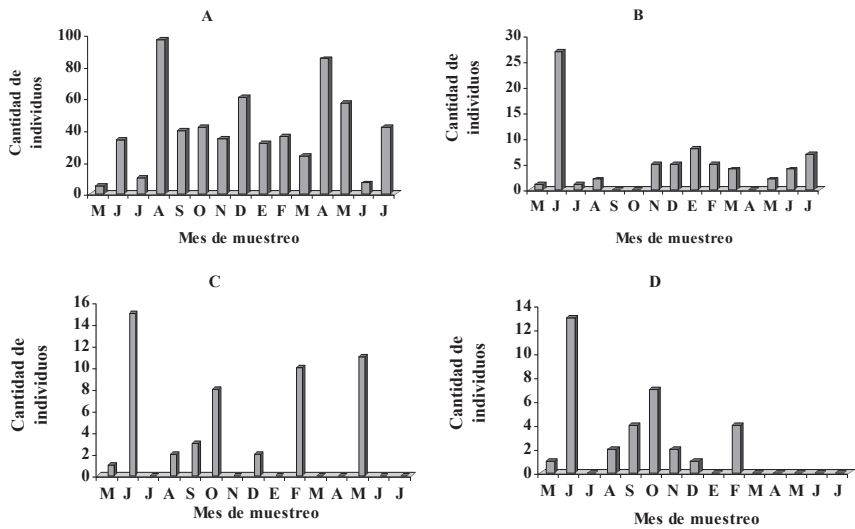 A
Cantidad de
individuos
100
80
60
40
20
0
M J J A S O N D E F M A M J J
Mes de muestreo
B
Cantidad de
individuos
30
25
20
15
10
5
0
M J J A S O N D E F M A M J J
Mes de muestreo
C
Cantidad de
individuos
16
14
12
10
8
6
4
2
0
M J J A S O N D E F M A M J J
Mes de muestreo
D
Cantidad de
individuos
14
12
10
8
6
4
2
0
M J J A S O N D E F M A M J J
Mes de muestreo